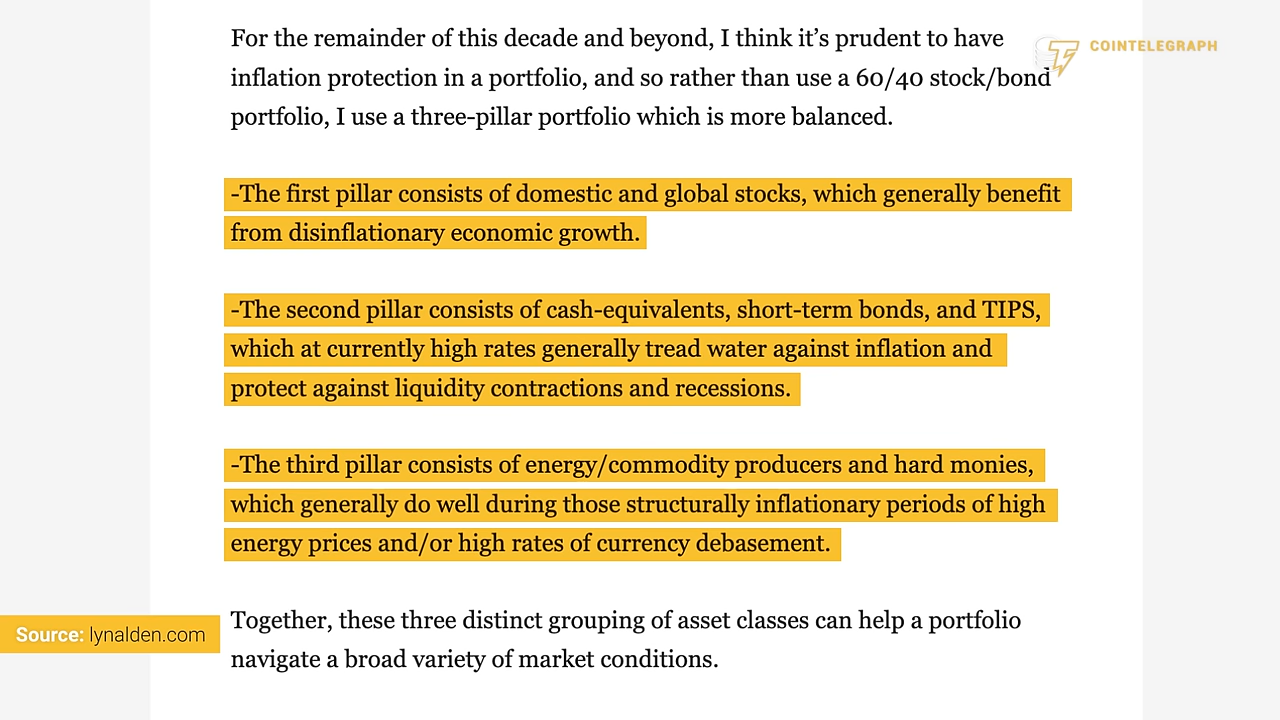 For the remainder of this decade and beyond, I think it’s prudent to have
COINTELEGRAPH
inflation protection in a portfolio, and so rather than use a 60/40 stock/bond
portfolio, I use a three-pillar portfolio which is more balanced.
-The first pillar consists of domestic and global stocks, which generally benefit
from disinflationary economic growth.
-The second pillar consists of cash-equivalents, short-term bonds, and TIPS,
which at currently high rates generally tread water against inflation and
protect against liquidity contractions and recessions.
-The third pillar consists of energy/commodity producers and hard monies,
which generally do well during those structurally inflationary periods of high
energy prices and/or high rates of currency debasement.
Together, these three distinct grouping of asset classes can help a portfolio
Source: lynalden.com
navigate a broad variety of market conditions.